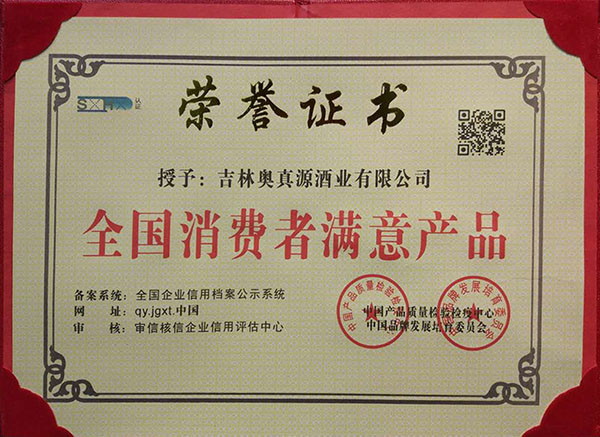 荣誉证书
认证
授予：吉林奥真源酒业有限公司
全国消费者满意产品
备案系统：全国企业信用档案公示系统
网　　址：qy.jgxt.中国
审　　核：审信核信企业信用评估中心
中国产品质量检验检疫中心
中国品牌发展培育委员会